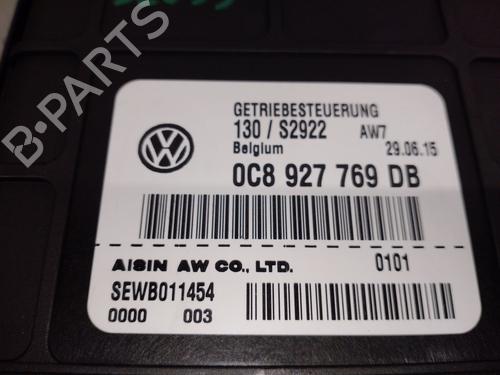 GETRIEBESTEUERUNG
130 / S2922 AW7
Belgium 29.06.15
0C8 927 769 DB
AISIN AW CO., LTD. 0101
SEWB011454
0000 003
B-PARTS